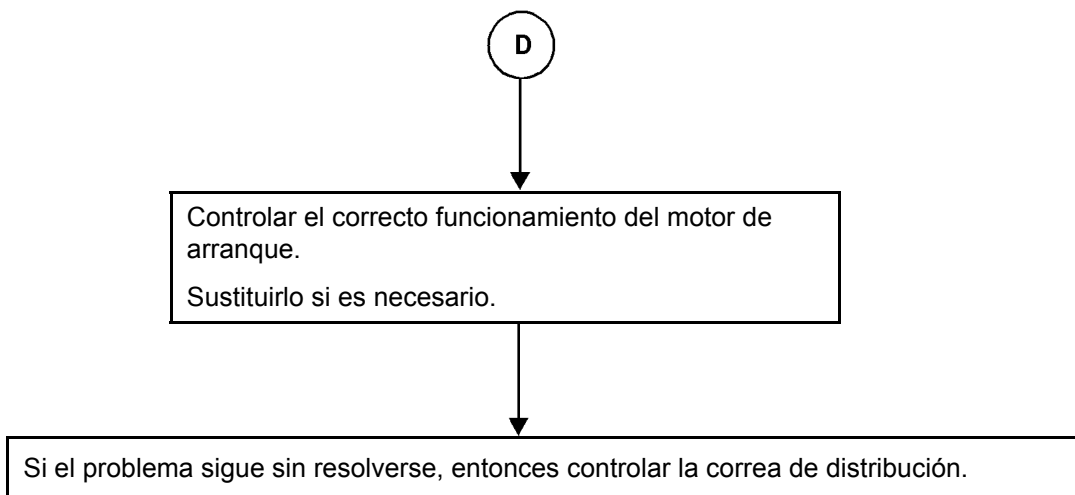 D
Controlar el correcto funcionamiento del motor de
arranque.
Sustituirlo si es necesario.
Si el problema sigue sin resolverse, entonces controlar la correa de distribución.